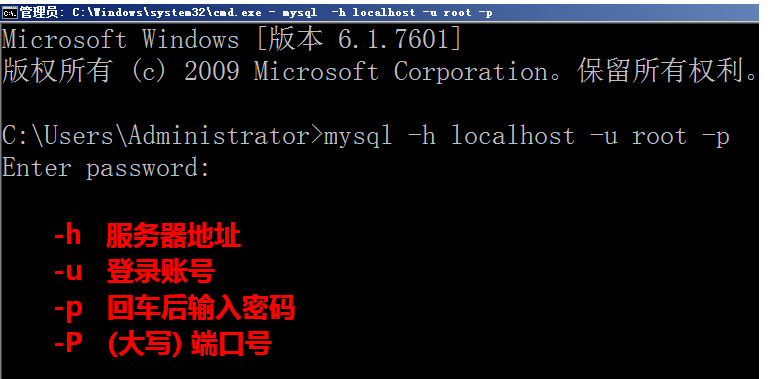 管理员: C:\Windows\system32\cmd.exe - mysql  -h localhost -u root -p
Microsoft Windows [版本 6.1.7601]
版权所有 (c) 2009 Microsoft Corporation。保留所有权利。
C:\Users\Administrator>mysql -h localhost -u root -p
Enter password:
-h 服务器地址
-u 登录账号
-p 回车后输入密码
-P (大写) 端口号